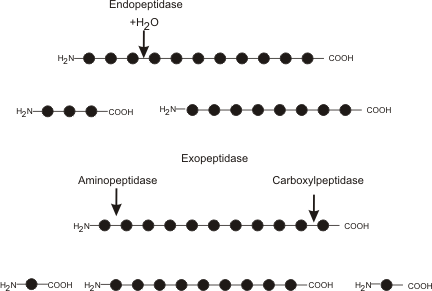 Endopeptidase
+H2O
H2N COOH
H2N COOH H2N COOH
Exopeptidase
Aminopeptidase Carboxylpeptidase
H2N COOH
H2N COOH H2N COOH H2N COOH